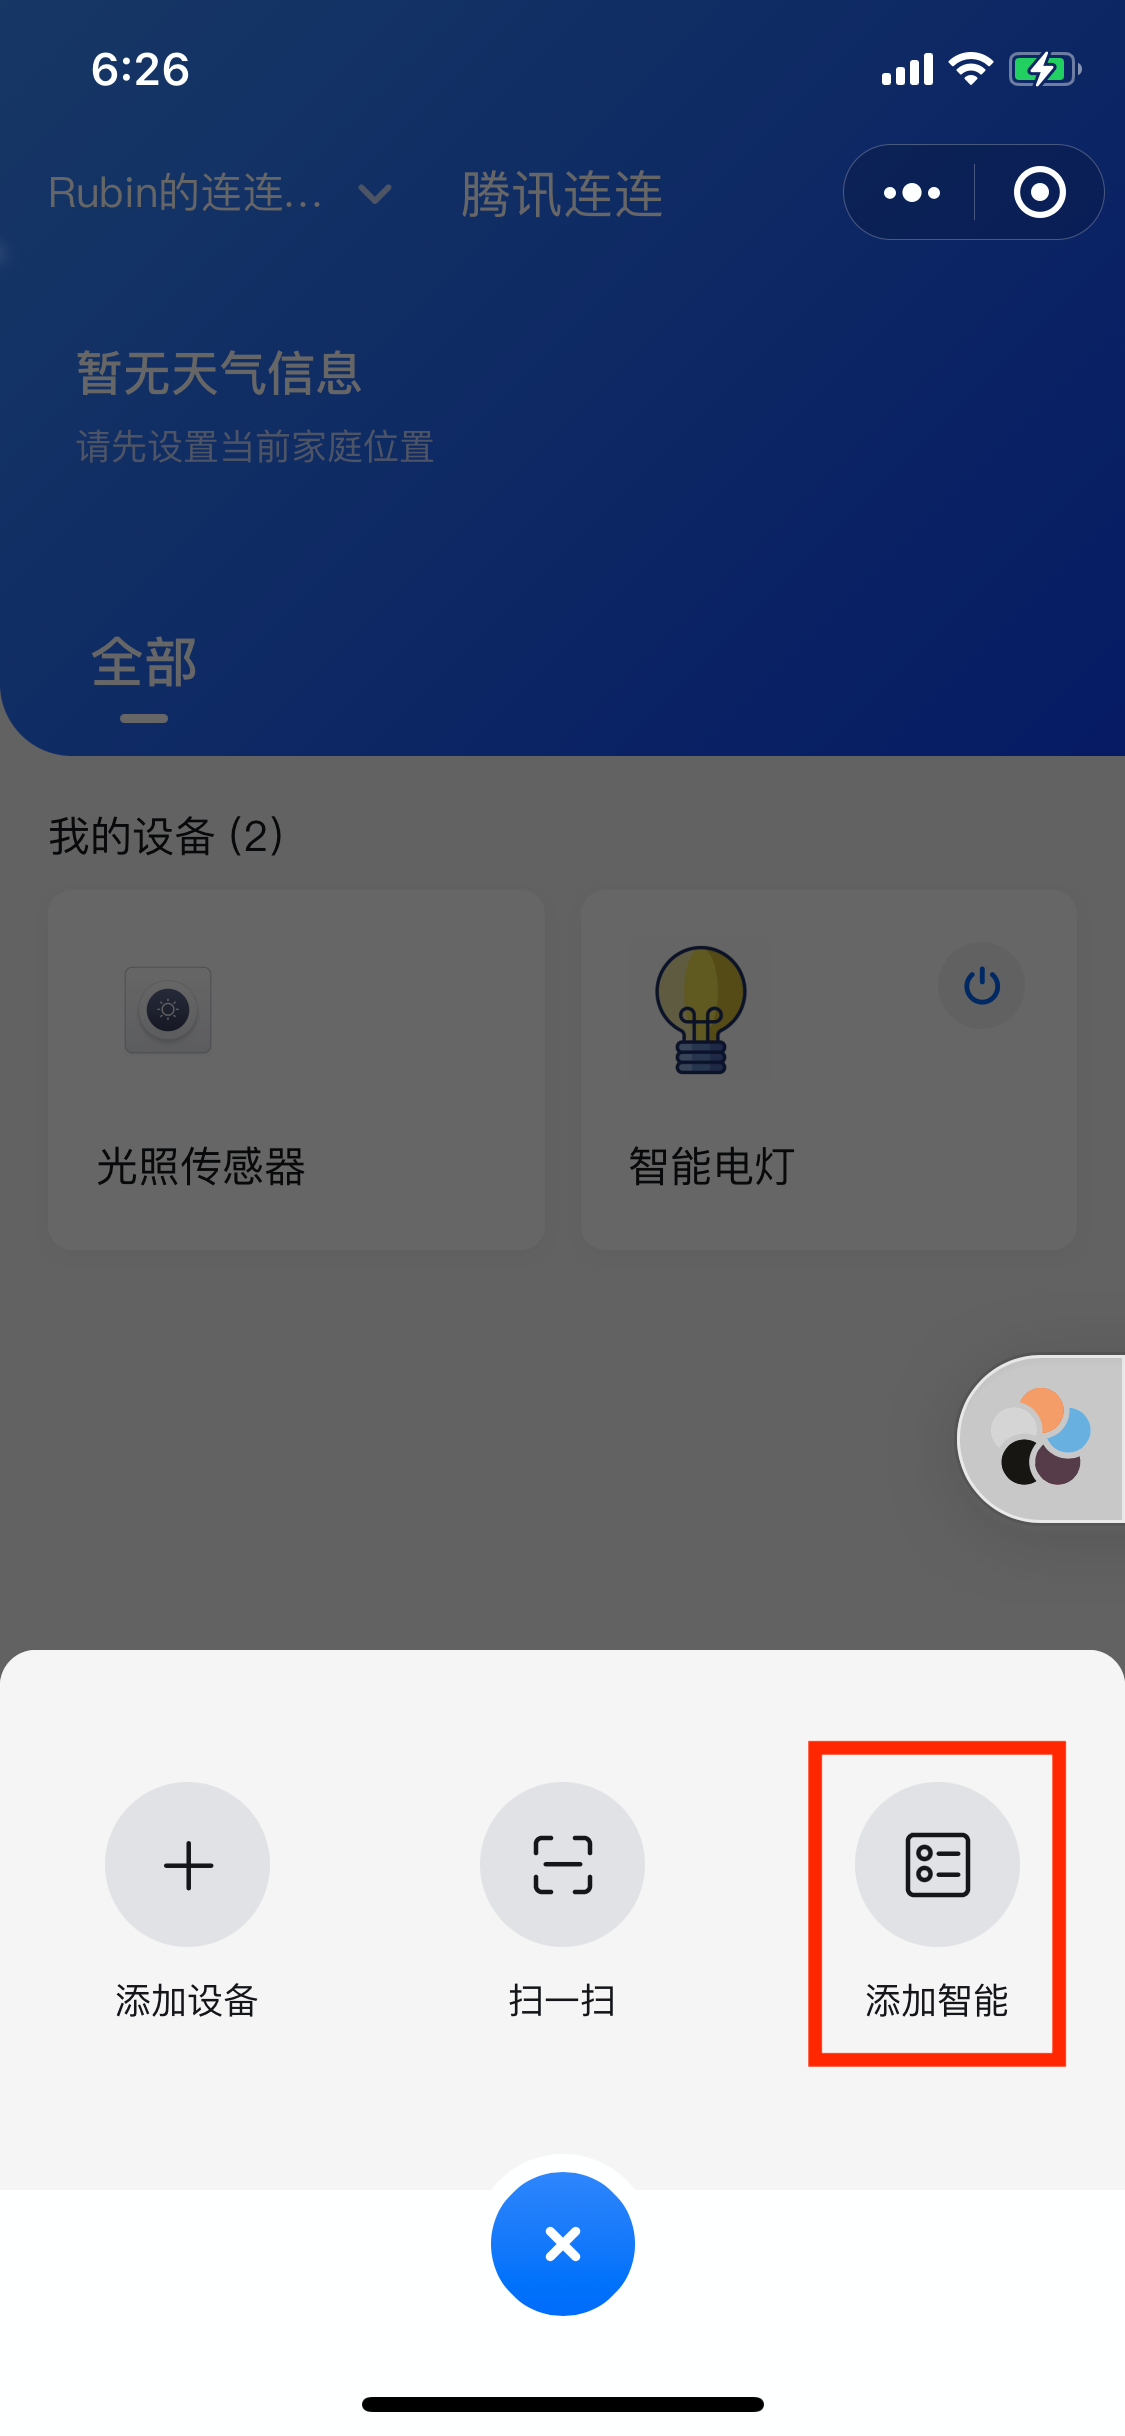 6:26
Rubin的连连...
腾讯连连
暂无天气信息
请先设置当前家庭位置
全部
我的设备 (2)
光照传感器
智能电灯
添加设备
扫一扫
添加智能